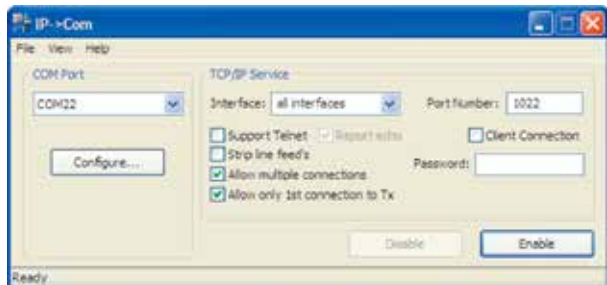 IP->Com
File View Help
COM Port
COM22
Configure...
TCP/IP Service
Interface: all interfaces Port Number: 1022
Support Telnet Report echo Client Connection
Strip line feed's
Password:
Allow multiple connections
Allow only 1st connection to Tx
Disable Enable
Ready